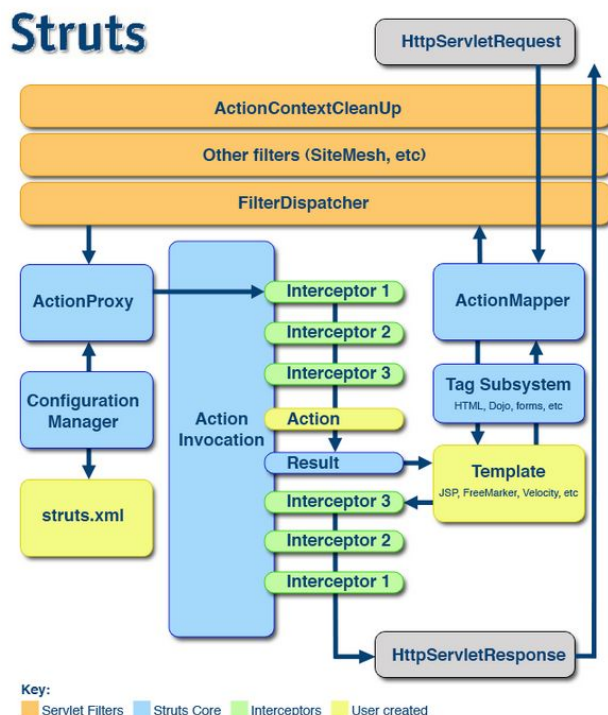 Struts
HttpServletRequest
ActionContextCleanUp
Other filters (SiteMesh, etc)
FilterDispatcher
ActionProxy
Interceptor 1
ActionMapper
Interceptor 2
Interceptor 3
Configuration
Manager
Tag Subsystem
HTML, Dojo, forms, etc
Action
Invocation
Action
Result
Template
JSP, FreeMarker, Velocity, etc
struts.xml
Interceptor 3
Interceptor 2
Interceptor 1
HttpServletResponse
Key:
Servlet Filters
Struts Core
Interceptors
User created